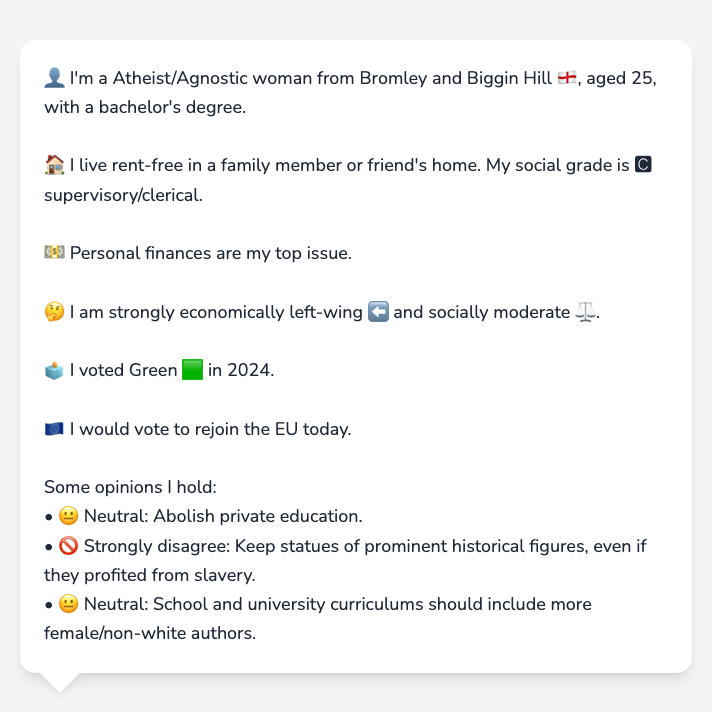 👤 I'm a Atheist/Agnostic woman from Bromley and Biggin Hill 🏴󠁧󠁢󠁥󠁮󠁧󠁿, aged 25,
with a bachelor's degree.
🏠 I live rent-free in a family member or friend's home. My social grade is 🅲
supervisory/clerical.
💵 Personal finances are my top issue.
🤔 I am strongly economically left-wing ⬅️ and socially moderate ⚖️.
🗳️ I voted Green 🟩 in 2024.
🇪🇺 I would vote to rejoin the EU today.
Some opinions I hold:
• 😐 Neutral: Abolish private education.
• 🚫 Strongly disagree: Keep statues of prominent historical figures, even if
they profited from slavery.
• 😐 Neutral: School and university curriculums should include more
female/non-white authors.